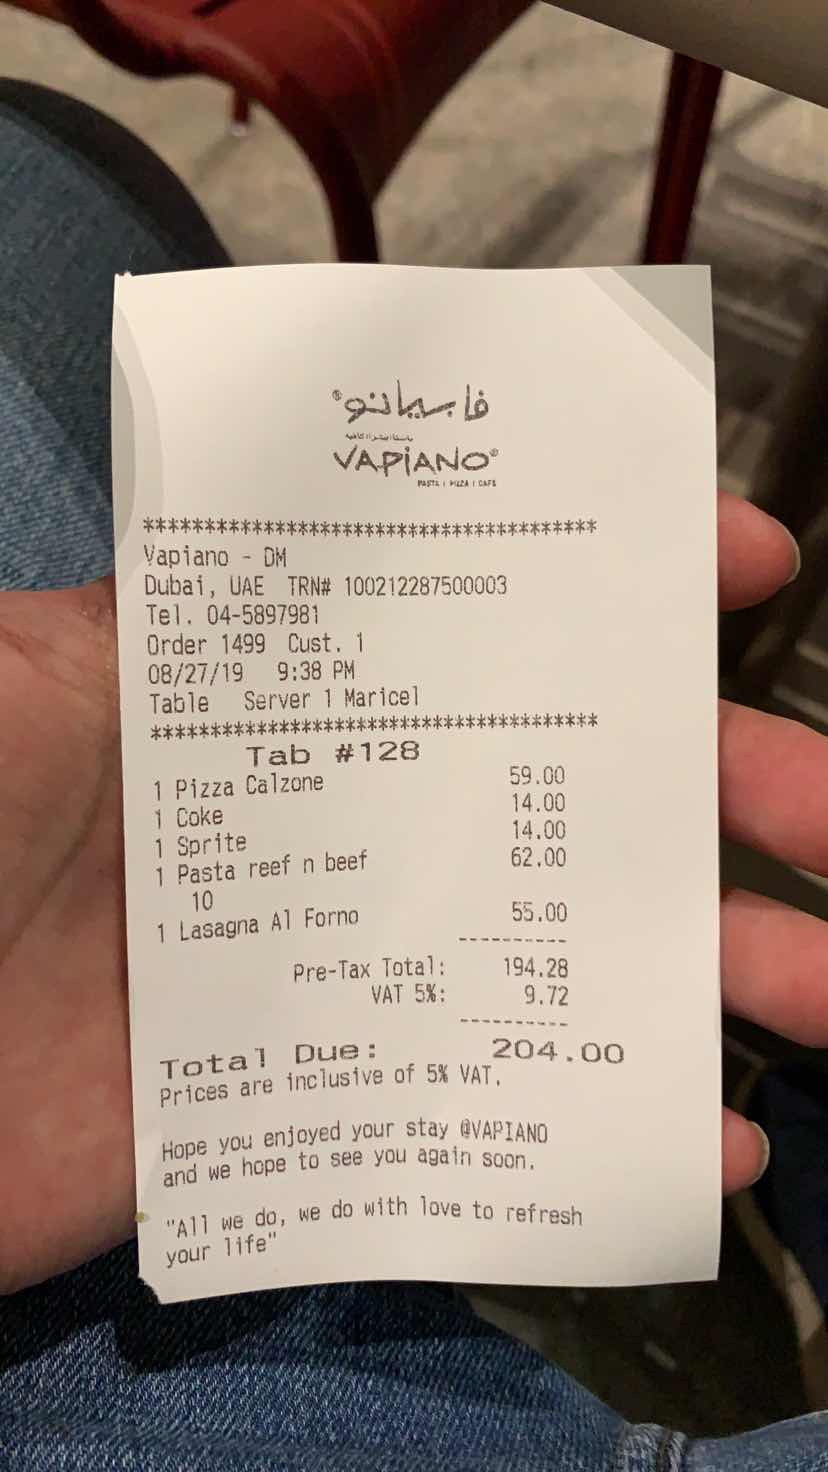 فابيانو®
VAPIANO®
PASTA | PIZZA | CAFE
****************************************
Vapiano - DM
Dubai, UAE TRN# 100212287500003
Tel. 04-5897981
Order 1499 Cust. 1
08/27/19 9:38 PM
Table Server 1 Maricel
****************************************
Tab #128
1 Pizza Calzone 59.00
1 Coke 14.00
1 Sprite 14.00
1 Pasta reef n beef 62.00
10
1 Lasagna Al Forno 55.00
----------
Pre-Tax Total: 194.28
VAT 5%: 9.72
----------
Total Due: 204.00
Prices are inclusive of 5% VAT.
Hope you enjoyed your stay @VAPIANO
and we hope to see you again soon.
"All we do, we do with love to refresh
your life"